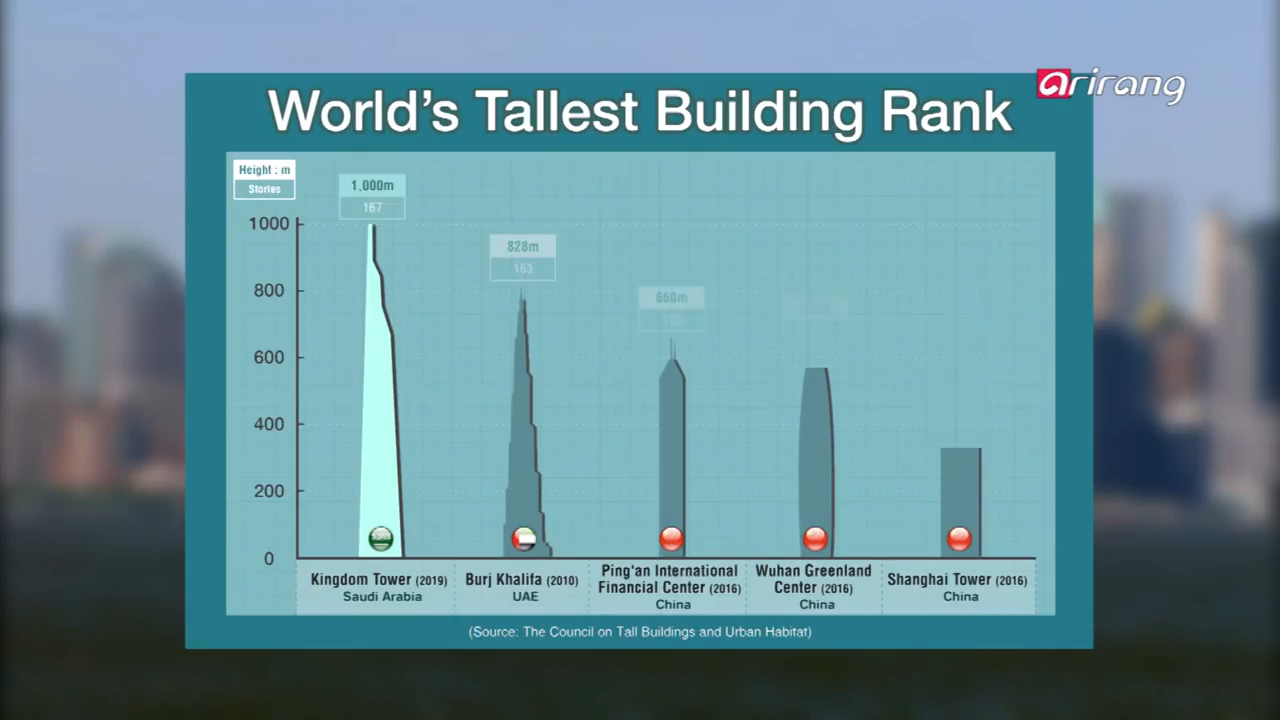 arirang
World's Tallest Building Rank
Height : m
Stories
1,000m
167
828m
163
660m
1000
800
600
400
200
0
Kingdom Tower (2019)
Saudi Arabia
Burj Khalifa (2010)
UAE
Ping'an International
Financial Center (2016)
China
Wuhan Greenland
Center (2016)
China
Shanghai Tower (2016)
China
(Source: The Council on Tall Buildings and Urban Habitat)